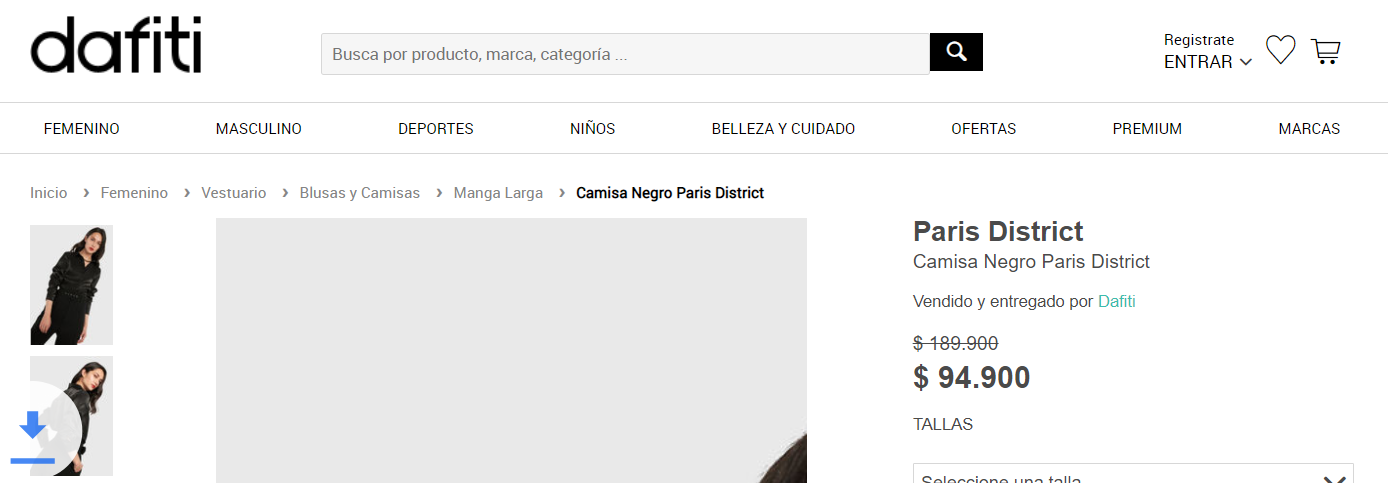 dafiti
Busca por producto, marca, categoría ...
Registrate
ENTRAR
FEMENINO MASCULINO DEPORTES NIÑOS BELLEZA Y CUIDADO OFERTAS PREMIUM MARCAS
Inicio › Femenino › Vestuario › Blusas y Camisas › Manga Larga › Camisa Negro Paris District
Paris District
Camisa Negro Paris District
Vendido y entregado por Dafiti
$ 189.900
$ 94.900
TALLAS
Seleccione una talla